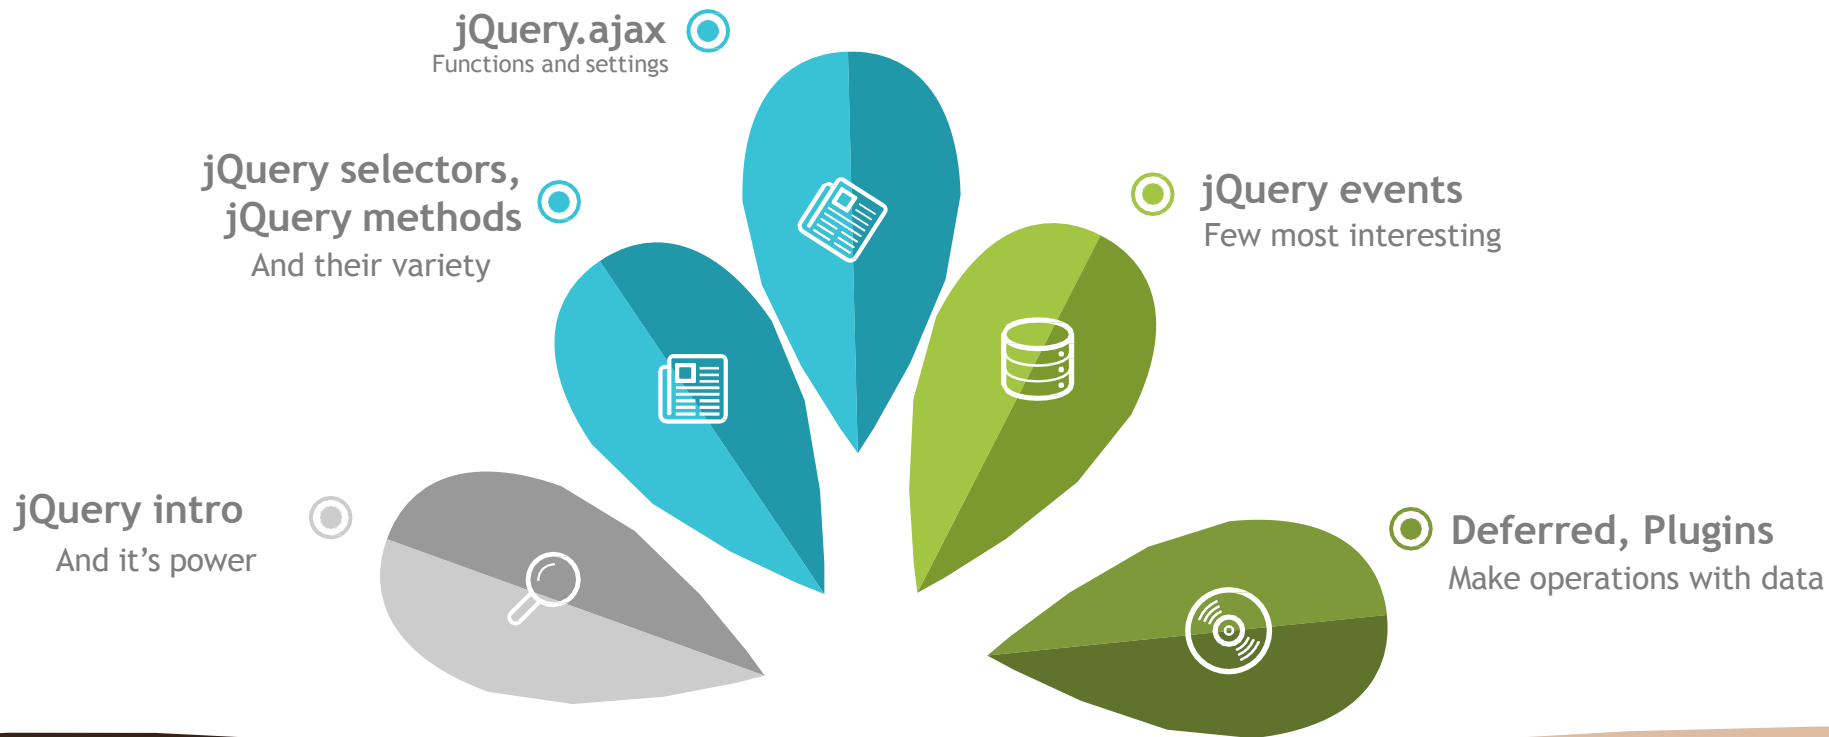 jQuery.ajax
Functions and settings
jQuery selectors,
jQuery methods
And their variety
jQuery events
Few most interesting
jQuery intro
And it’s power
Deferred, Plugins
Make operations with data